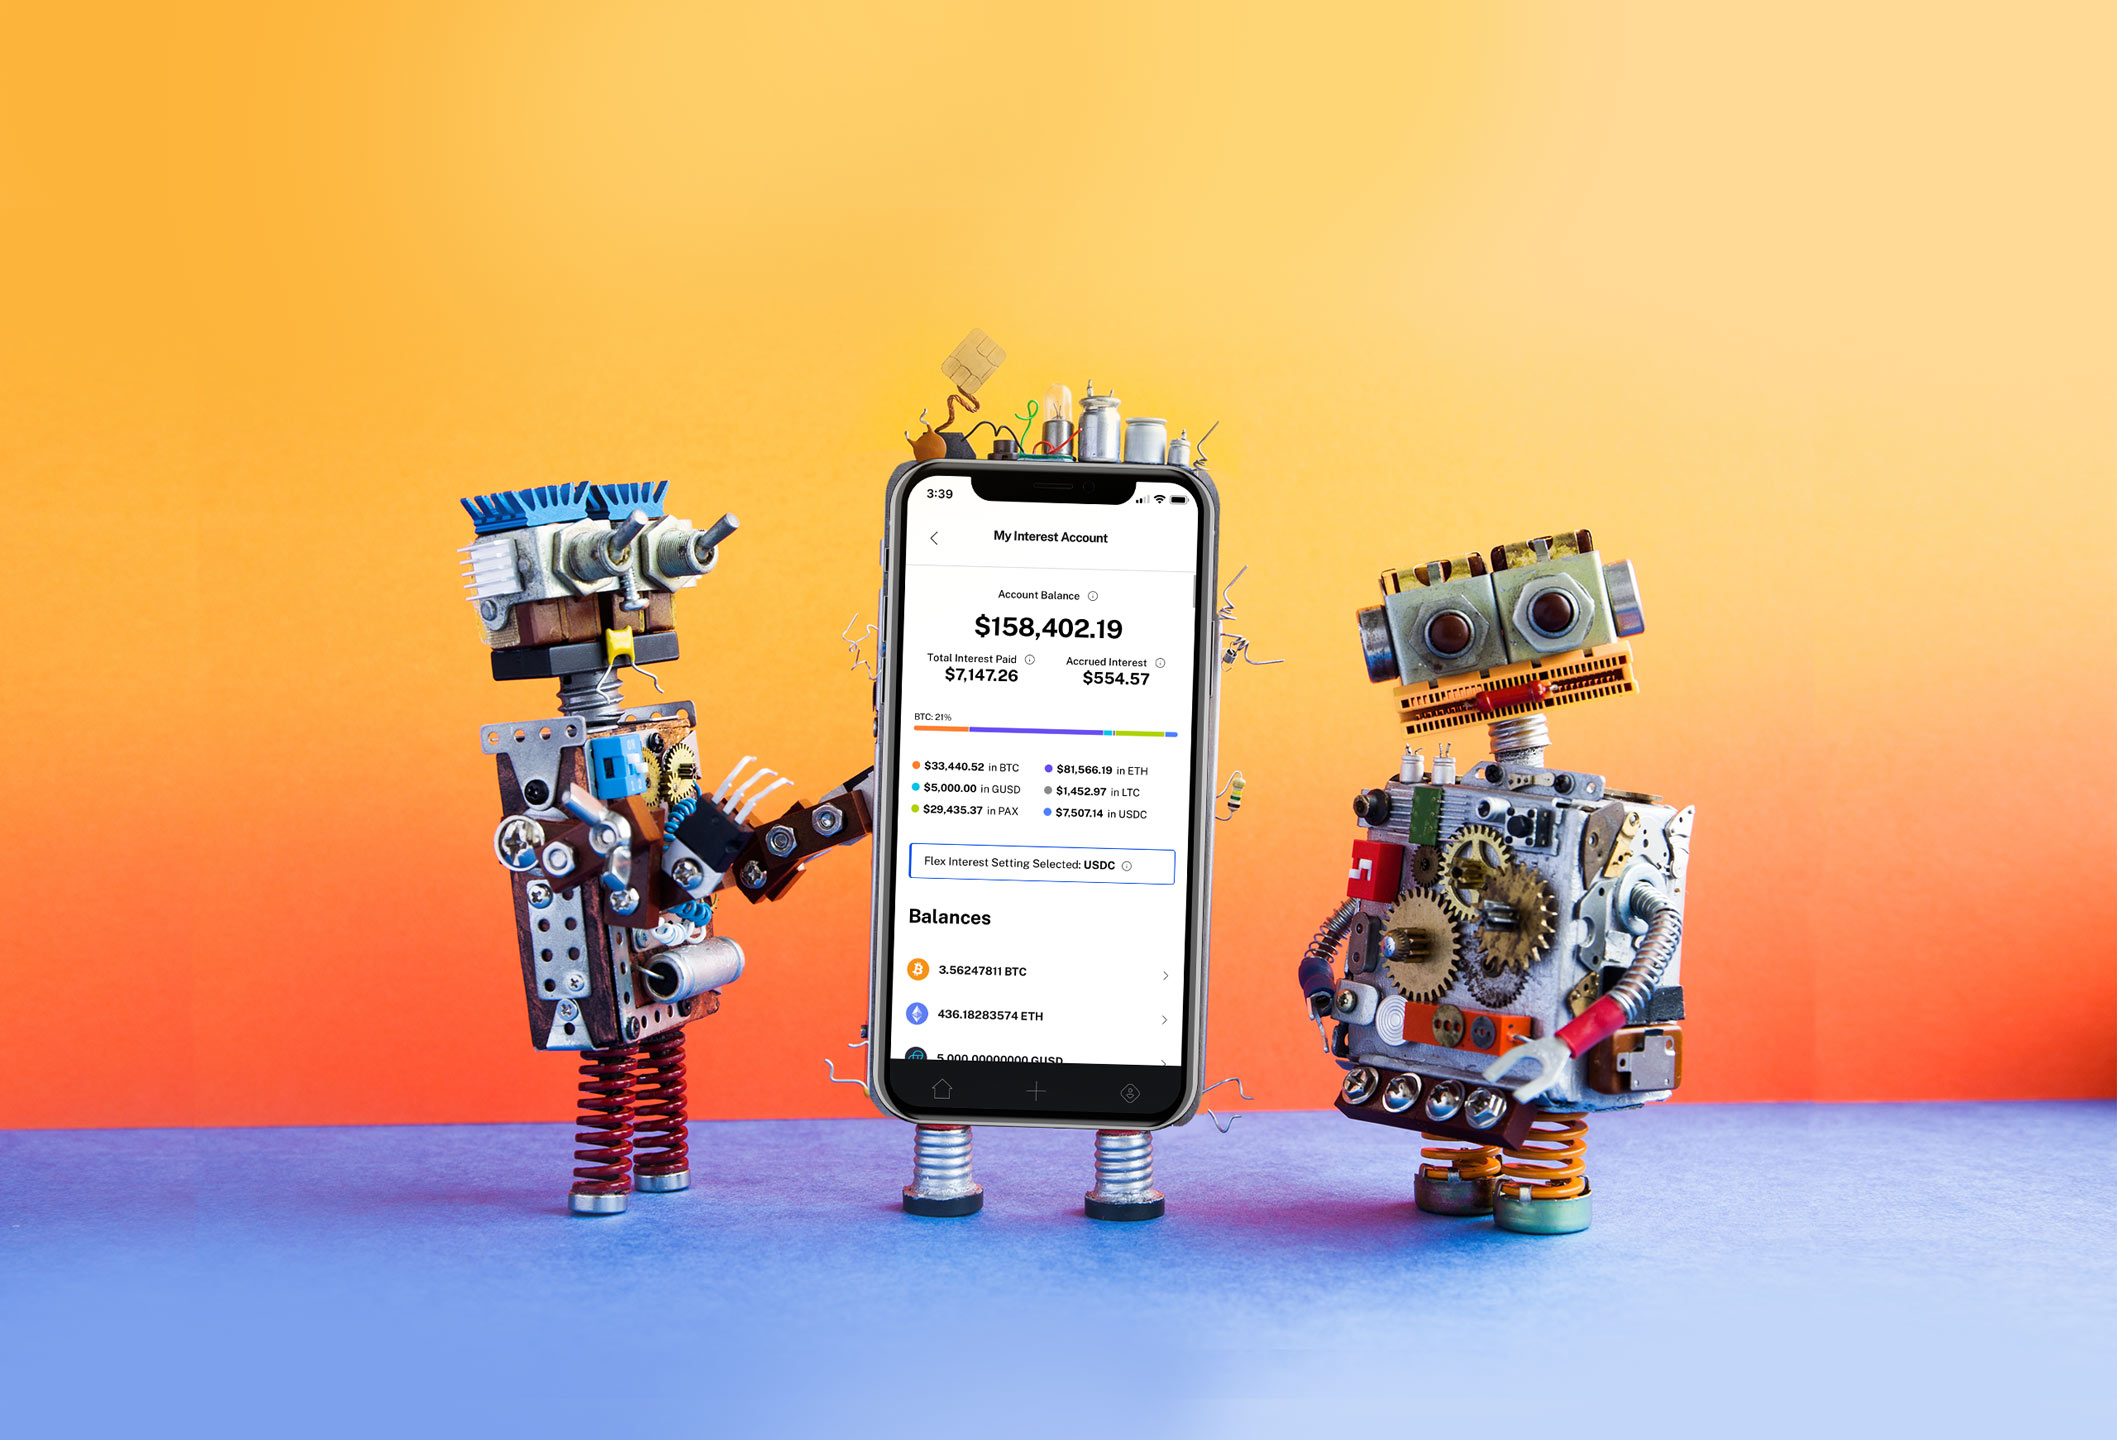 3:39
My Interest Account
Account Balance
$158,402.19
Total Interest Paid Accrued Interest
$7,147.26 $554.57
BTC: 21%
$33,440.52 in BTC $81,566.19 in ETH
$5,000.00 in GUSD $1,452.97 in LTC
$29,435.37 in PAX $7,507.14 in USDC
Flex Interest Setting Selected: USDC
Balances
3.56247811 BTC
436.18283574 ETH
5,000.00000000 GUSD